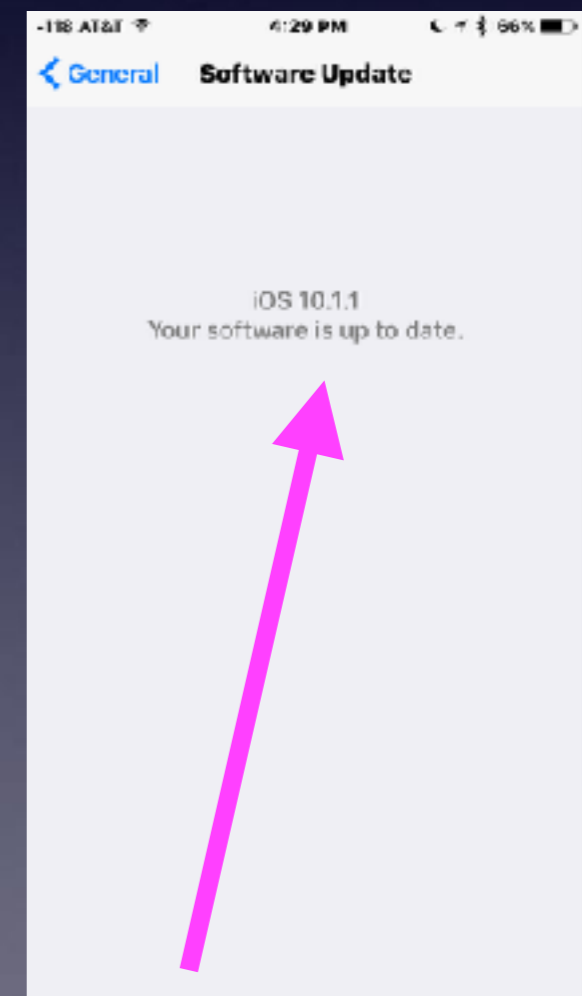 -118 AT&T 4:29 PM 66%
General Software Update
iOS 10.1.1
Your software is up to date.